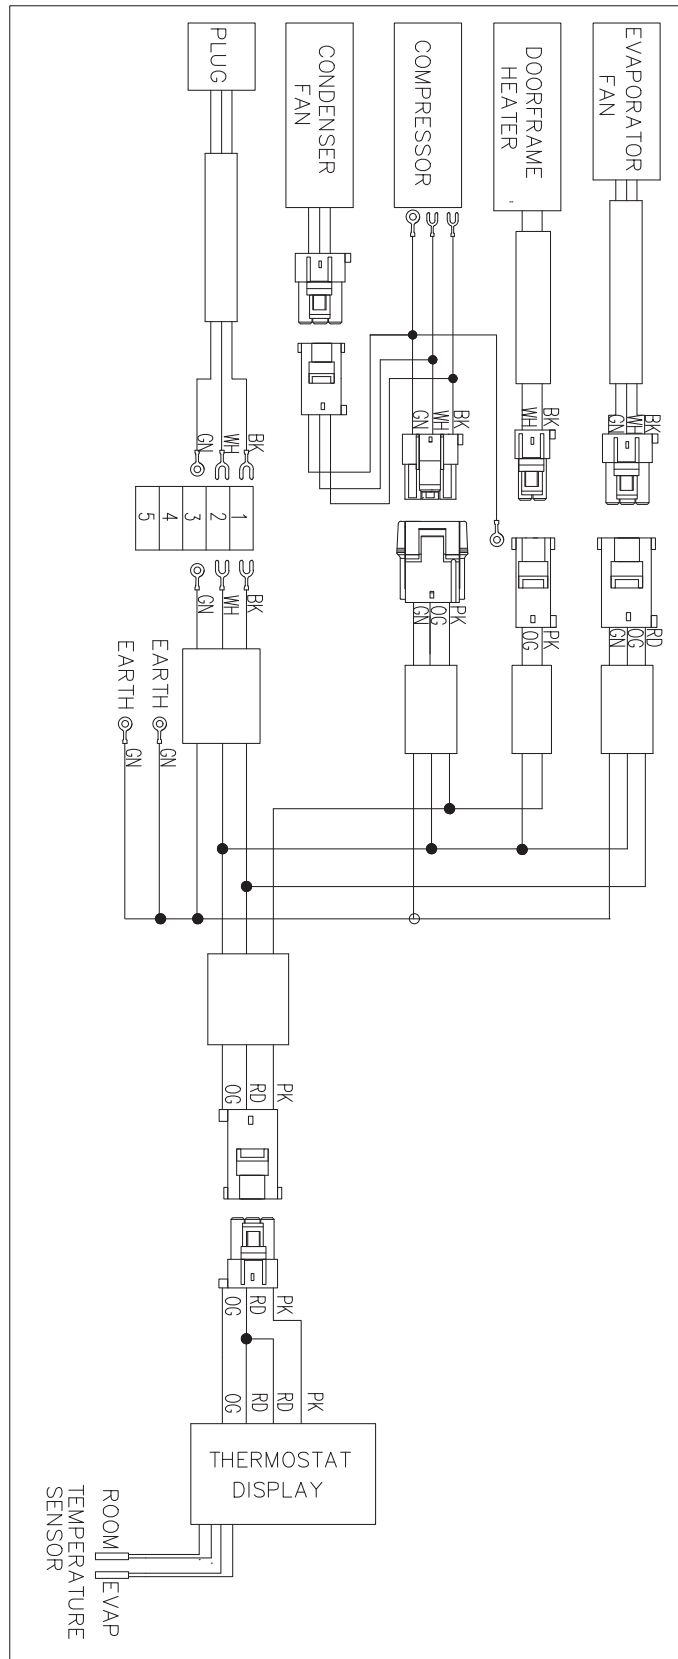 PLUG
CONDENSER
FAN
COMPRESSOR
DOORFRAME
HEATER
EVAPORATOR
FAN
GN
WH
BK
GN
WH
BK
WH
BK
GN
WH
BK
5
4
3
2
1
GN
WH
BK
GN
OG
PK
OG
PK
GN
OG
RD
EARTH
EARTH
GN
GN
OG
RD
PK
OG
RD
PK
OG
RD
RD
PK
THERMOSTAT
DISPLAY
ROOM
EVAP
TEMPERATURE
SENSOR